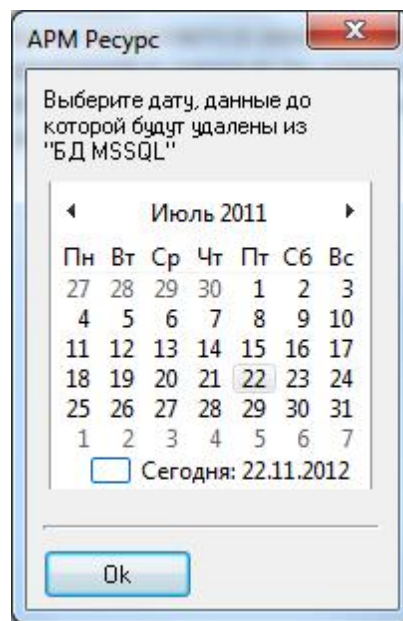 АРМ Ресурс
Выберите дату, данные до
которой будут удалены из
"БД MSSQL"
Июль 2011
Пн Вт Ср Чт Пт Сб Вс
27 28 29 30 1 2 3
4 5 6 7 8 9 10
11 12 13 14 15 16 17
18 19 20 21 22 23 24
25 26 27 28 29 30 31
1 2 3 4 5 6 7
Сегодня: 22.11.2012
Ok